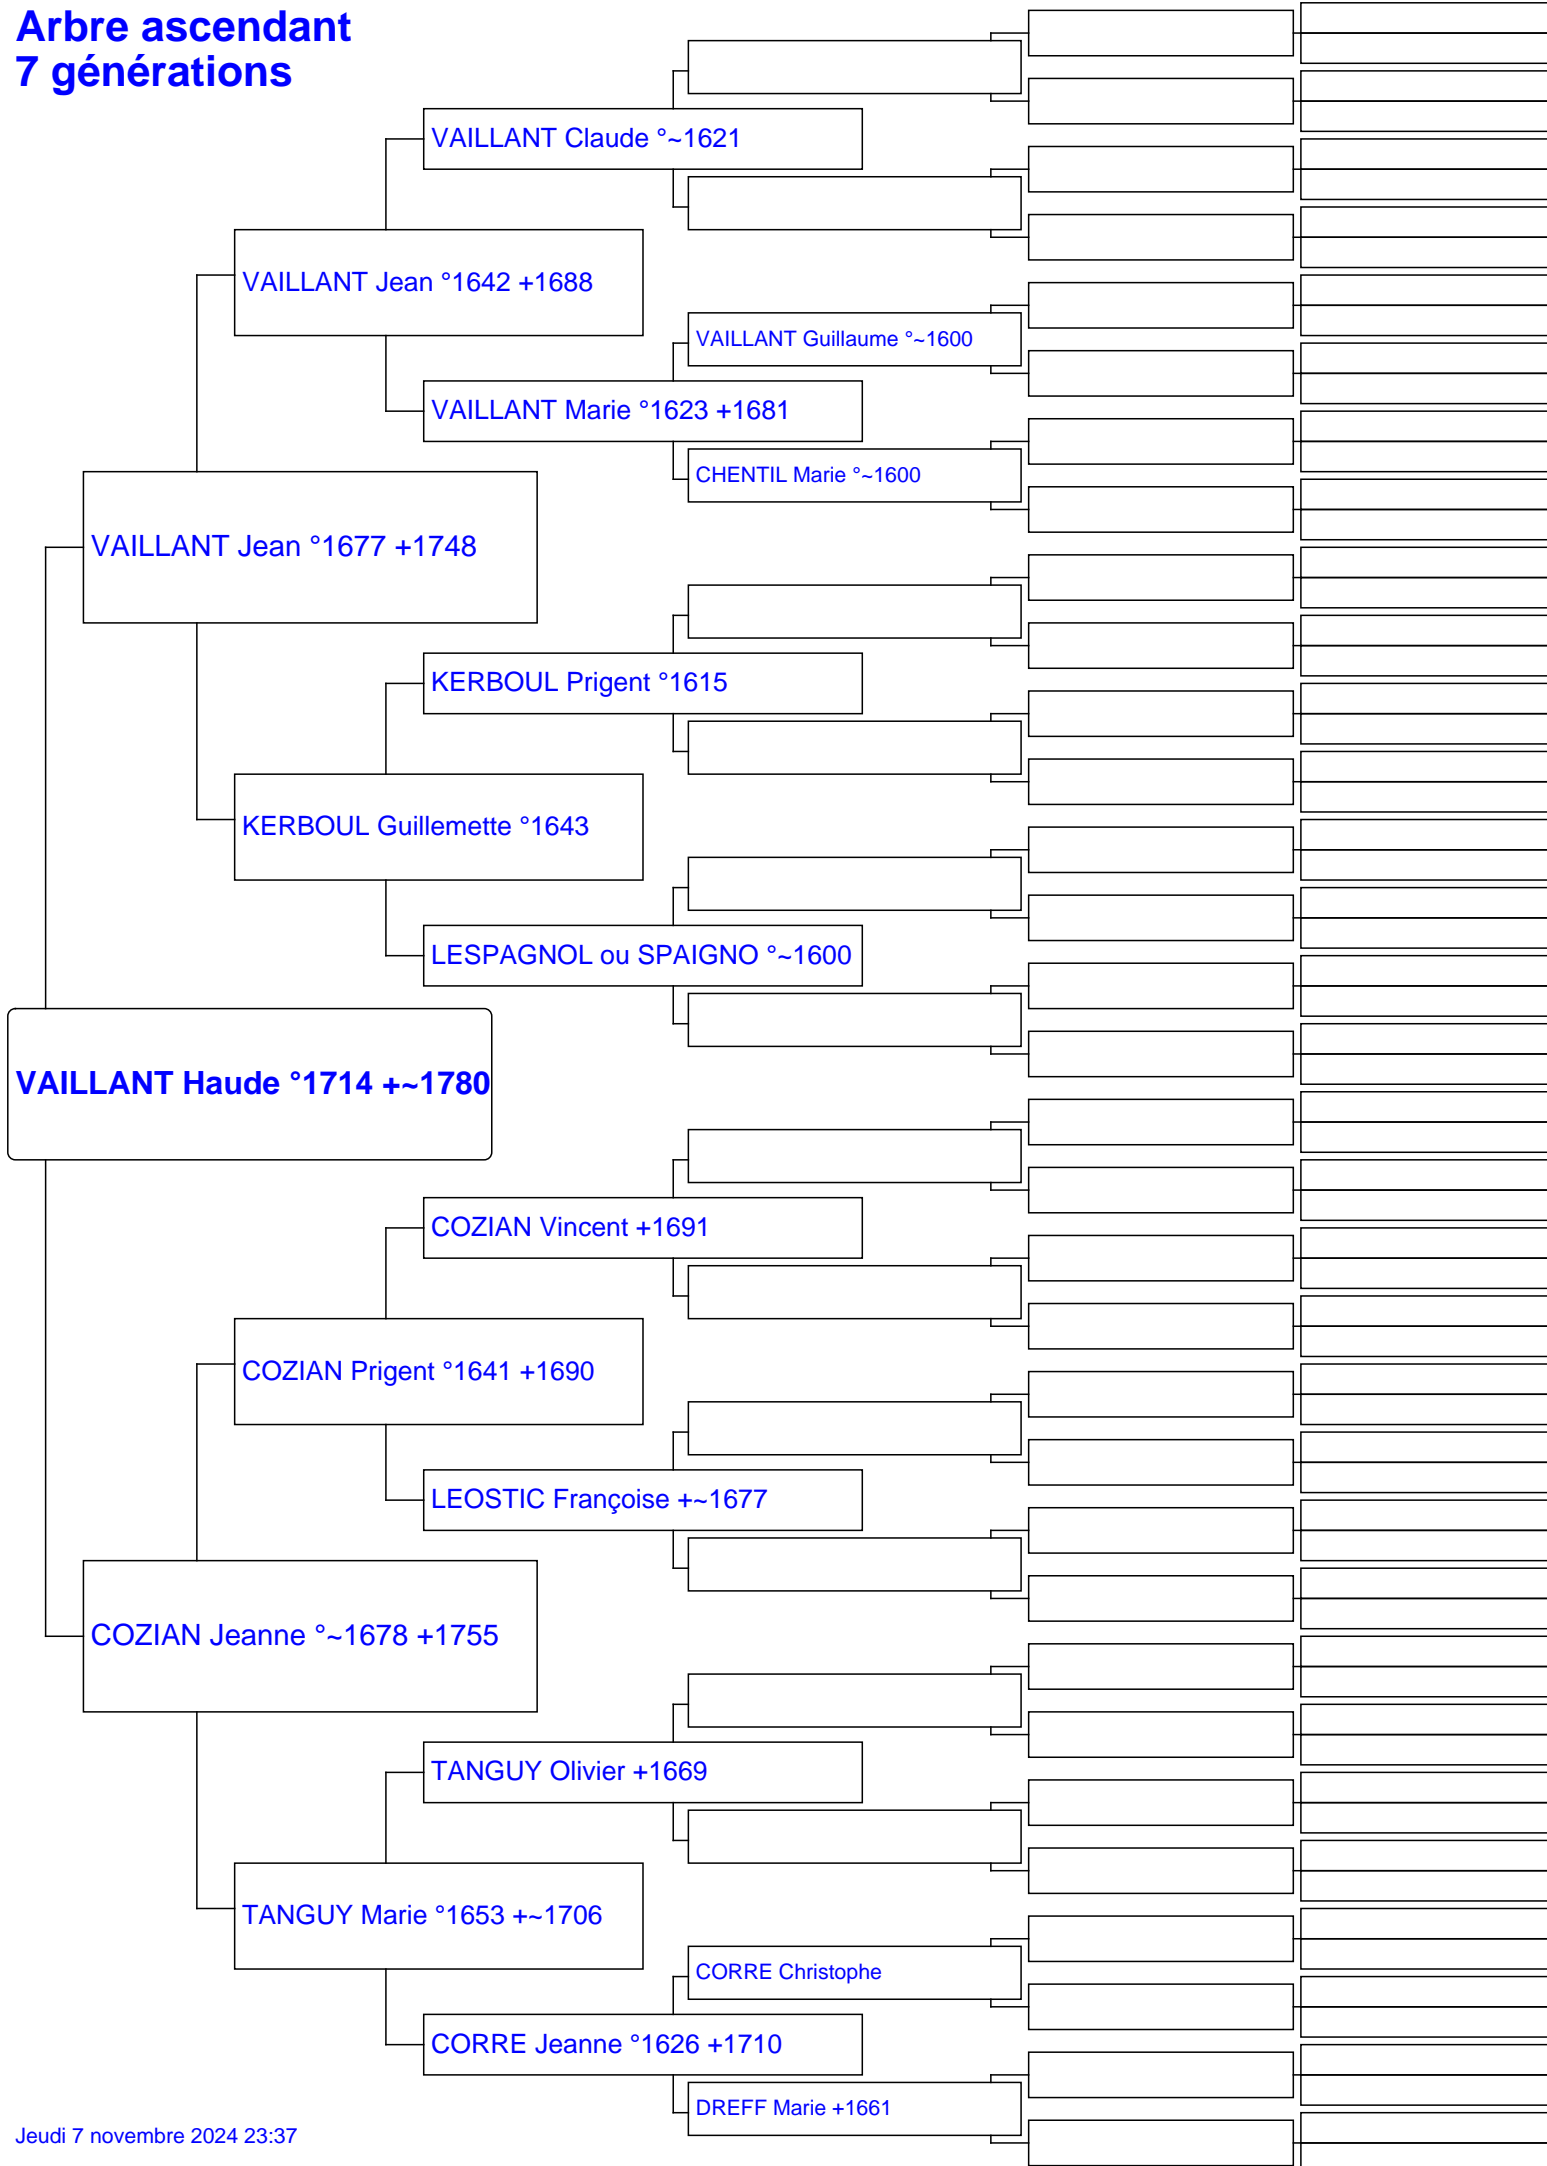 Arbre ascendant
7 générations
VAILLANT Claude °~1621
VAILLANT Jean °1642 +1688
VAILLANT Guillaume °~1600
VAILLANT Marie °1623 +1681
CHENTIL Marie °~1600
VAILLANT Jean °1677 +1748
KERBOUL Prigent °1615
KERBOUL Guillemette °1643
LESPAGNOL ou SPAIGNO °~1600
VAILLANT Haude °1714 +~1780
COZIAN Vincent +1691
COZIAN Prigent °1641 +1690
LEOSTIC Françoise +~1677
COZIAN Jeanne °~1678 +1755
TANGUY Olivier +1669
TANGUY Marie °1653 +~1706
CORRE Christophe
CORRE Jeanne °1626 +1710
DREFF Marie +1661
Jeudi 7 novembre 2024 23:37